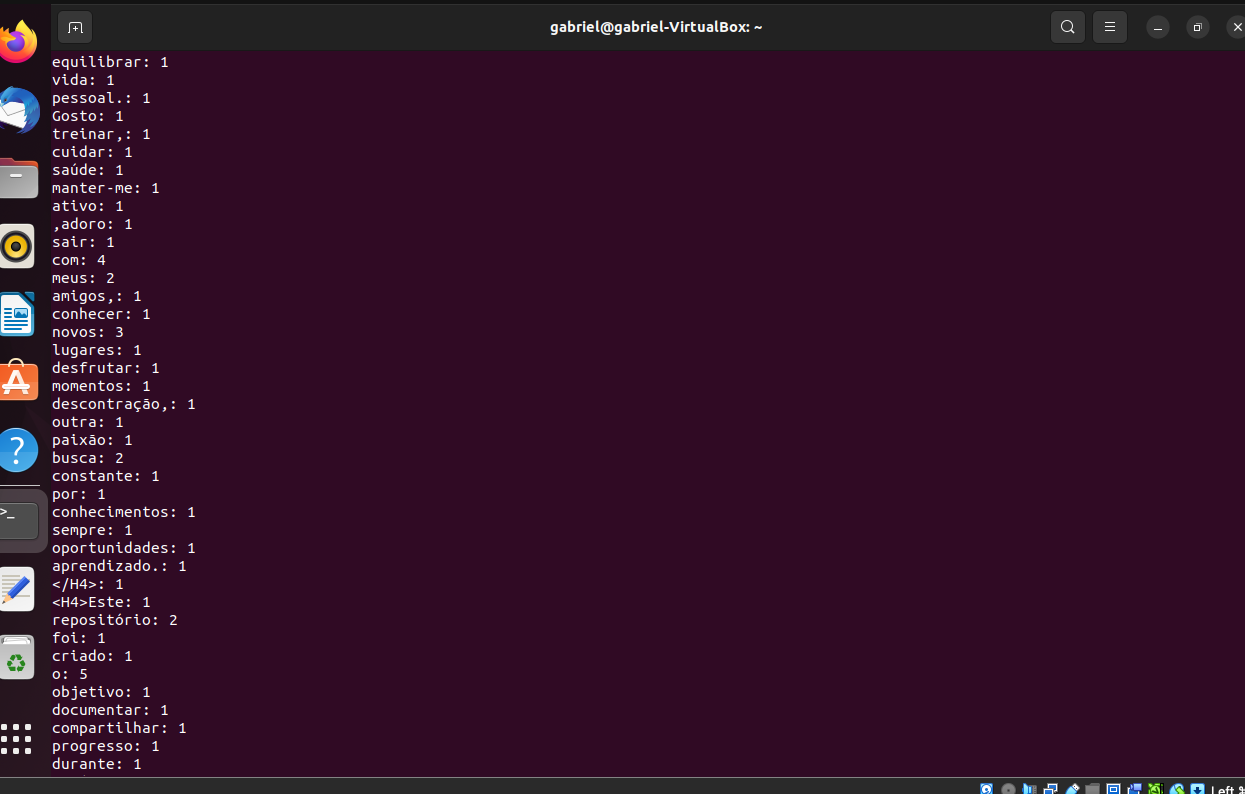 gabriel@gabriel-VirtualBox: ~
equilibrar: 1
vida: 1
pessoal.: 1
Gosto: 1
treinar,: 1
cuidar: 1
saúde: 1
manter-me: 1
ativo: 1
,adoro: 1
sair: 1
com: 4
meus: 2
amigos,: 1
conhecer: 1
novos: 3
lugares: 1
desfrutar: 1
momentos: 1
descontração,: 1
outra: 1
paixão: 1
busca: 2
constante: 1
por: 1
conhecimentos: 1
sempre: 1
oportunidades: 1
aprendizado.: 1
</H4>: 1
<H4>Este: 1
repositório: 2
foi: 1
criado: 1
o: 5
objetivo: 1
documentar: 1
compartilhar: 1
progresso: 1
durante: 1
Left ⌘